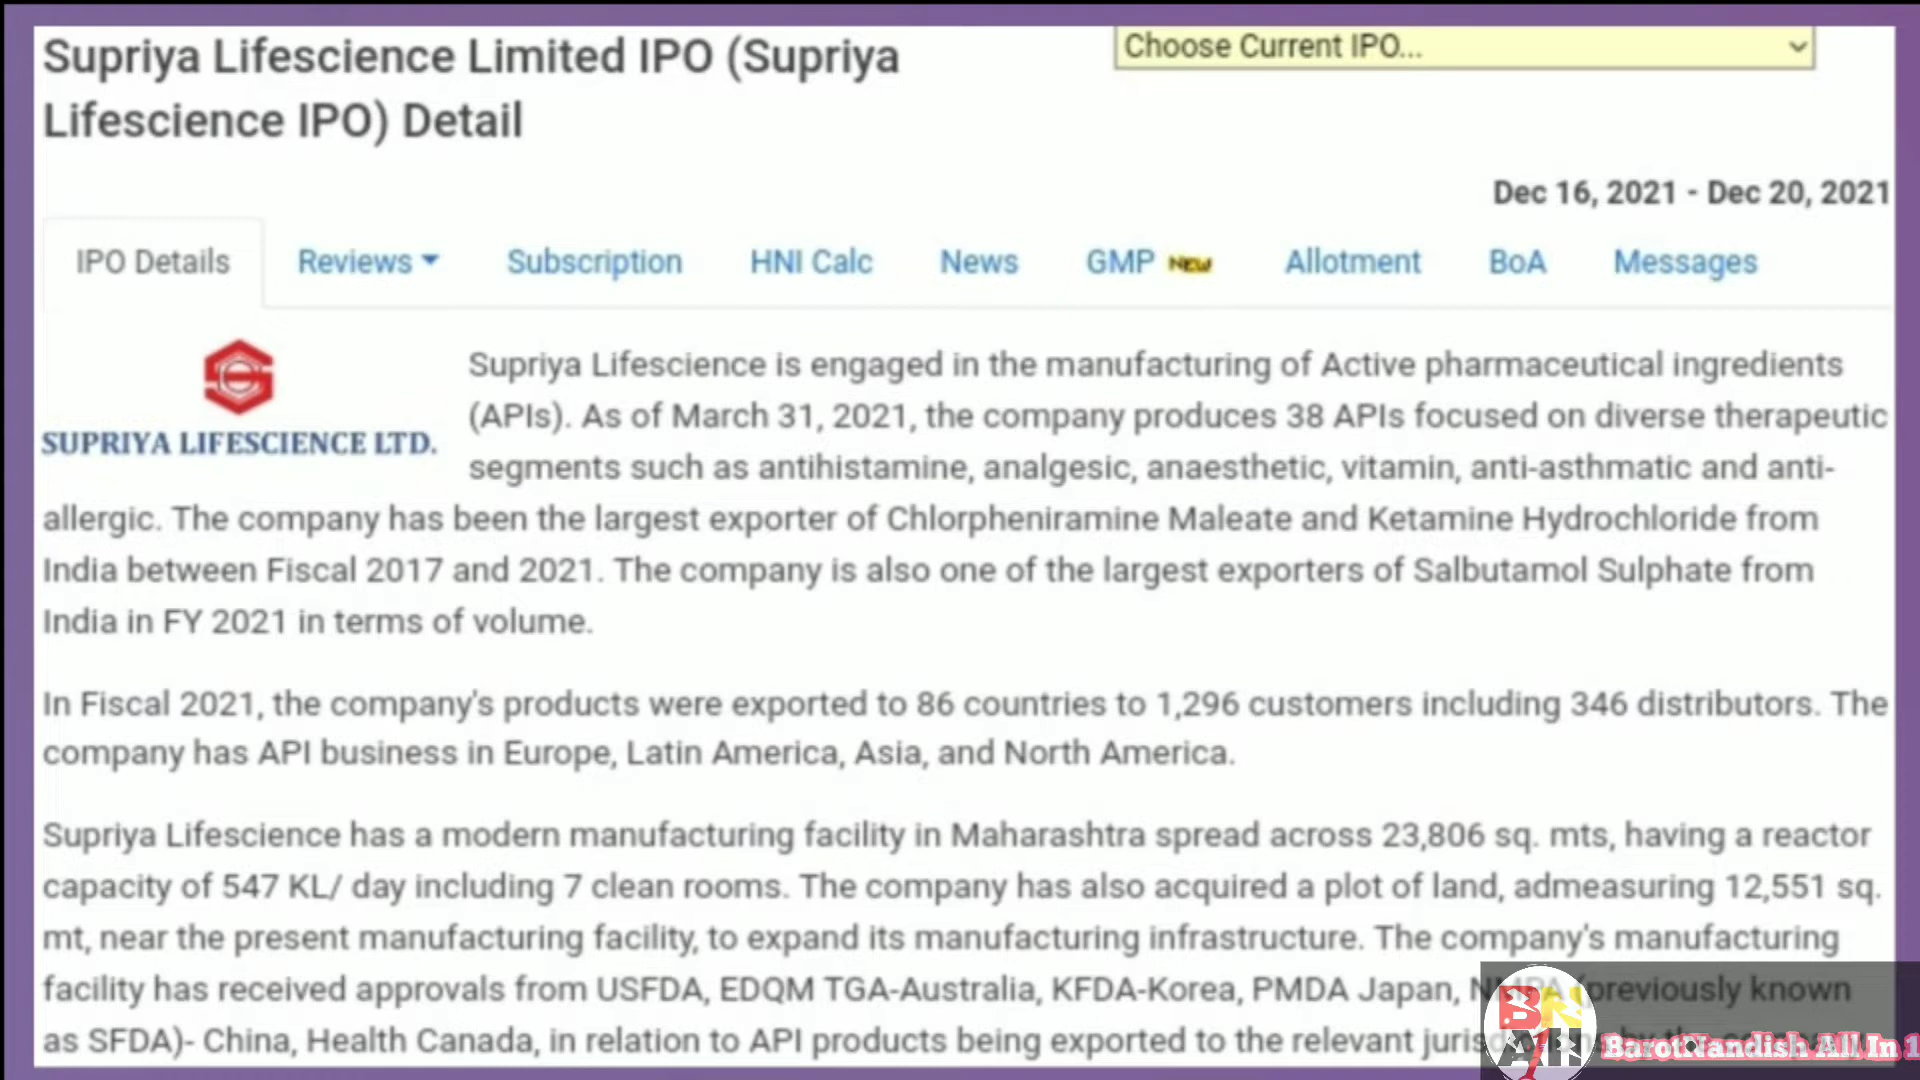 Supriya Lifescience Limited IPO (Supriya
Lifescience IPO) Detail
Choose Current IPO...
Dec 16, 2021 - Dec 20, 2021
IPO Details Reviews Subscription HNI Calc News GMP NEW Allotment BoA Messages
SUPRIYA LIFESCIENCE LTD.
Supriya Lifescience is engaged in the manufacturing of Active pharmaceutical ingredients
(APIs). As of March 31, 2021, the company produces 38 APIs focused on diverse therapeutic
segments such as antihistamine, analgesic, anaesthetic, vitamin, anti-asthmatic and anti-
allergic. The company has been the largest exporter of Chlorpheniramine Maleate and Ketamine Hydrochloride from
India between Fiscal 2017 and 2021. The company is also one of the largest exporters of Salbutamol Sulphate from
India in FY 2021 in terms of volume.
In Fiscal 2021, the company's products were exported to 86 countries to 1,296 customers including 346 distributors. The
company has API business in Europe, Latin America, Asia, and North America.
Supriya Lifescience has a modern manufacturing facility in Maharashtra spread across 23,806 sq. mts, having a reactor
capacity of 547 KL/ day including 7 clean rooms. The company has also acquired a plot of land, admeasuring 12,551 sq.
mt, near the present manufacturing facility, to expand its manufacturing infrastructure. The company's manufacturing
facility has received approvals from USFDA, EDQM TGA-Australia, KFDA-Korea, PMDA Japan, (previously known
as SFDA)- China, Health Canada, in relation to API products being exported to the relevant
BN
BarotNandish All In 1